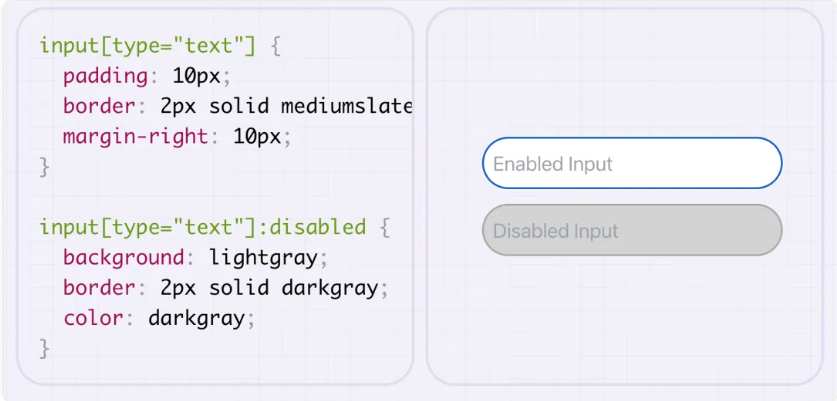 input[type="text"] {
padding: 10px;
border: 2px solid mediumslate
margin-right: 10px;
}
input[type="text"]:disabled {
background: lightgray;
border: 2px solid darkgray;
color: darkgray;
}
Enabled Input
Disabled Input